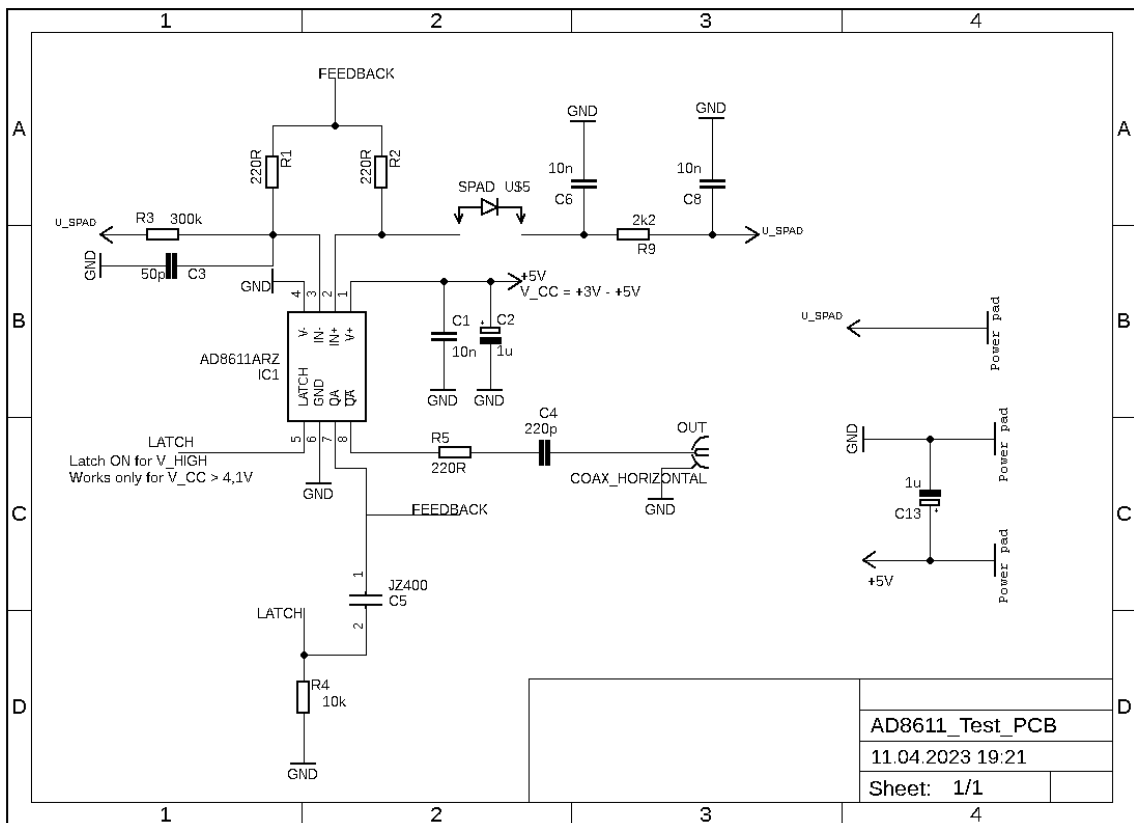 1 2 3 4
A A
B B
C C
D D
1 2 3 4
FEEDBACK
220R
R1
220R
R2
U_SPAD
R3 300k
GND
50p C3
SPAD U$5
GND
10n
C6
GND
10n
C8
2k2
R9
U_SPAD
GND
4 3 2 1
V- IN- IN+ V+
AD8611ARZ
IC1
LATCH GND QA QA
5 6 7 8
+5V
V_CC = +3V - +5V
C1
10n
C2
+
1u
GND
GND
LATCH
Latch ON for V_HIGH
Works only for V_CC > 4,1V
GND
R5
220R
C4
220p
OUT
COAX_HORIZONTAL
GND
FEEDBACK
1
JZ400
C5
2
LATCH
R4
10k
GND
U_SPAD
Power pad
GND
Power pad
1u
C13
+
+5V
Power pad
AD8611_Test_PCB
11.04.2023 19:21
Sheet: 1/1